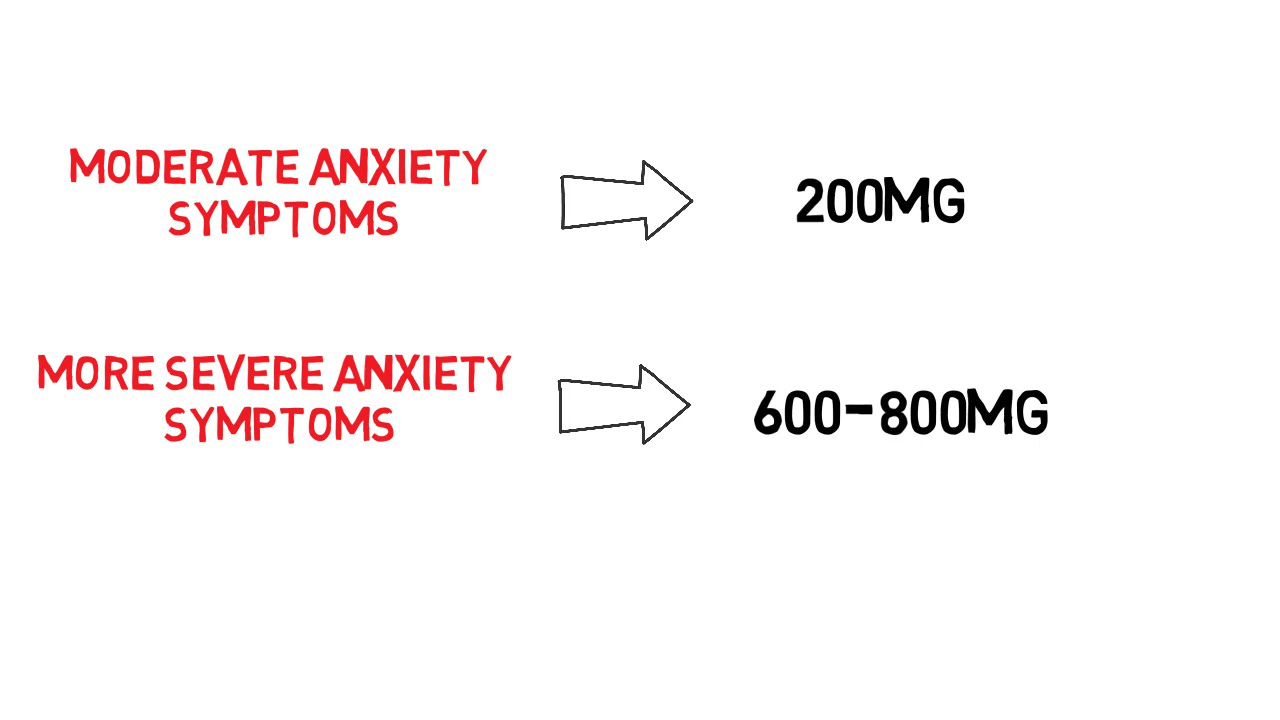 MODERATE ANXIETY
SYMPTOMS
200MG
MORE SEVERE ANXIETY
SYMPTOMS
600-800MG